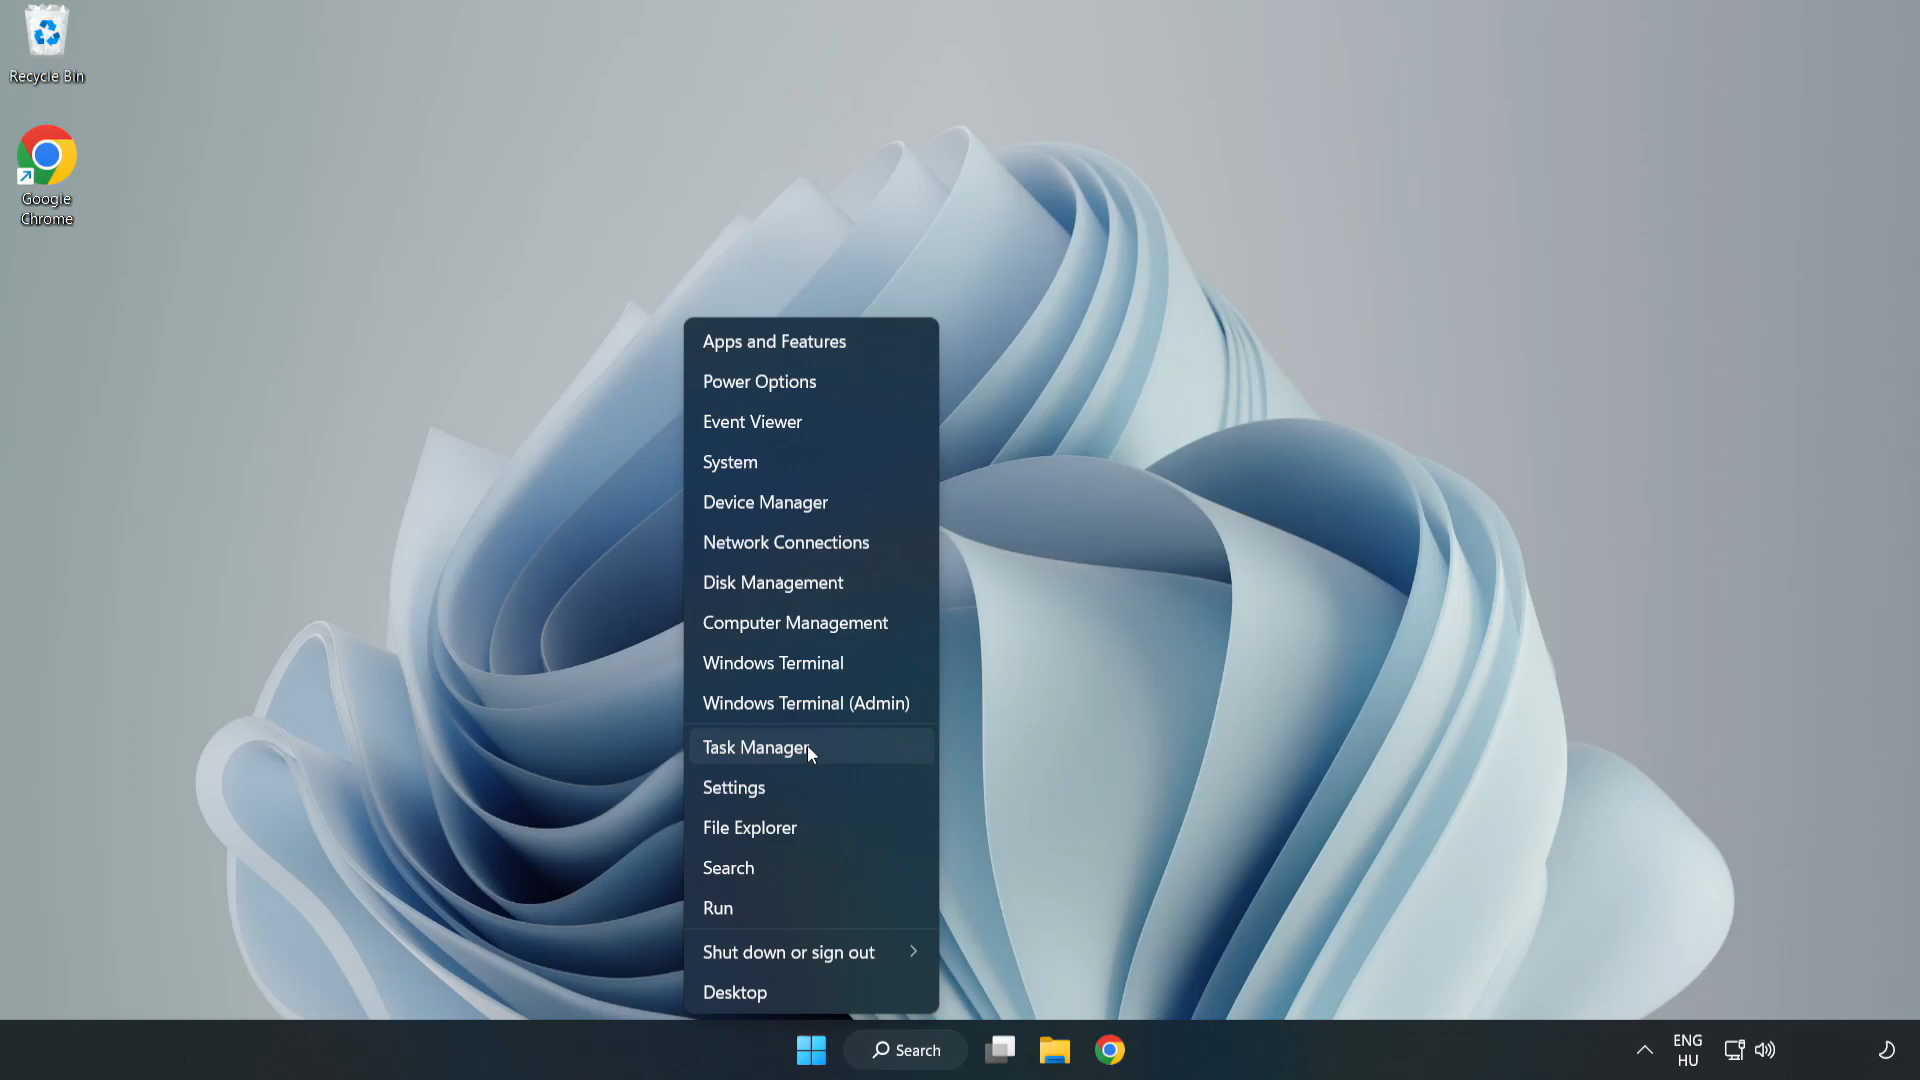 Recycle Bin
Google
Chrome
Apps and Features
Power Options
Event Viewer
System
Device Manager
Network Connections
Disk Management
Computer Management
Windows Terminal
Windows Terminal (Admin)
Task Manager
Settings
File Explorer
Search
Run
Shut down or sign out
Desktop
Search
ENG
HU